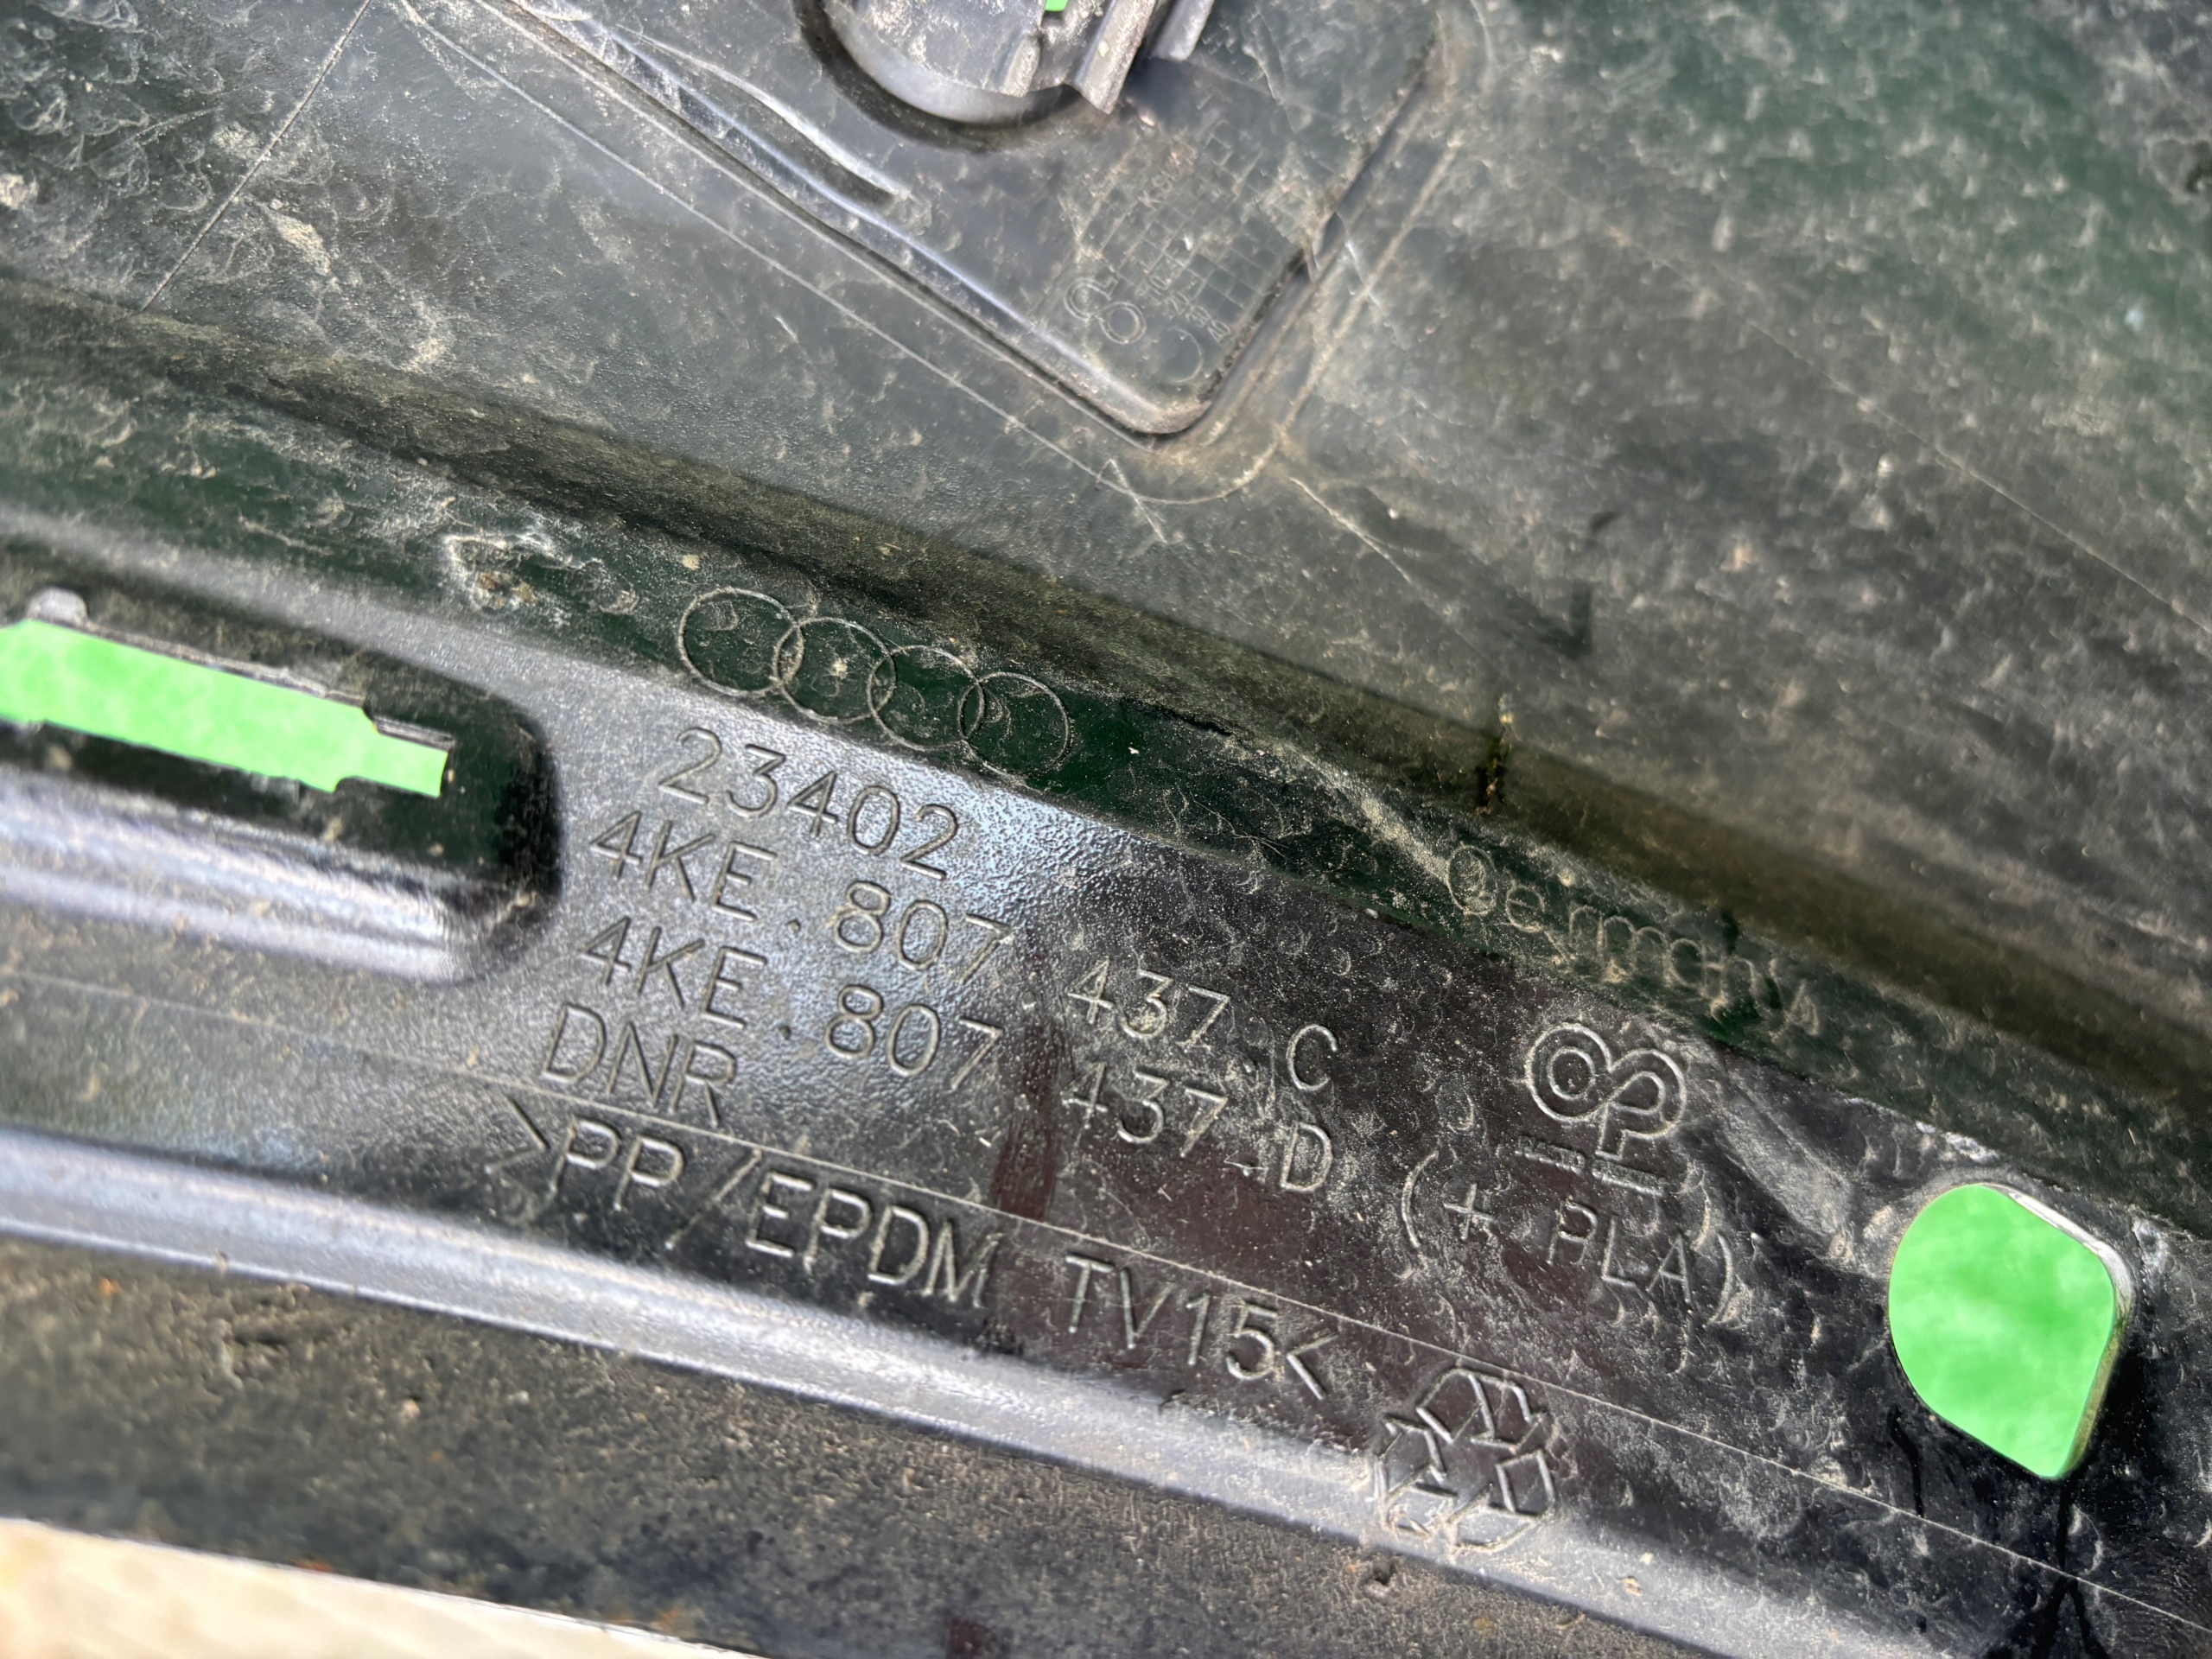 23402
4KE.807.437.C
4KE.807.437.D (+ PLA)
DNR
>PP/EPDM TV15<
Germany